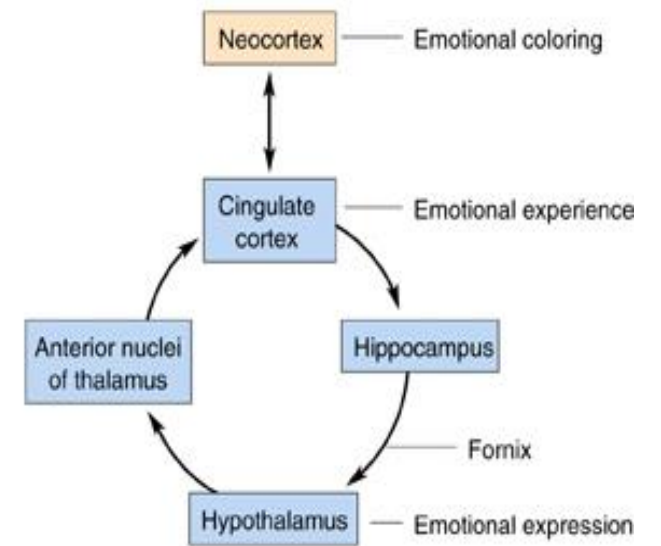 Neocortex
Emotional coloring
Cingulate
cortex
Emotional experience
Anterior nuclei
of thalamus
Hippocampus
Fornix
Hypothalamus
Emotional expression